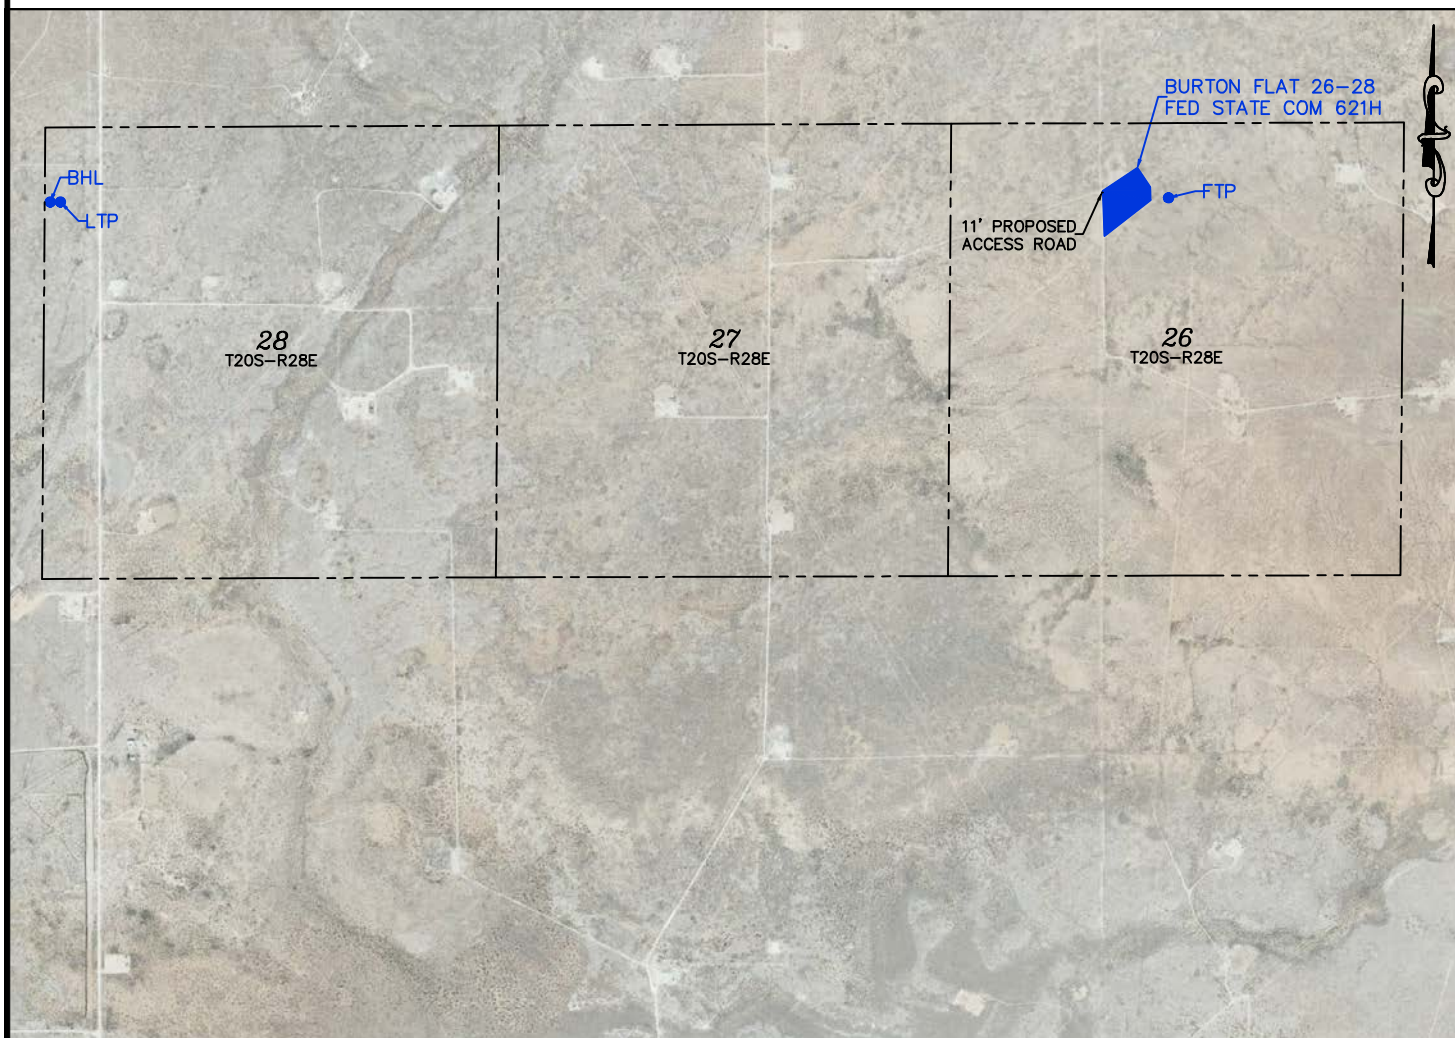 BURTON FLAT 26-28
FED STATE COM 621H
BHL
LTP
FTP
11' PROPOSED
ACCESS ROAD
28
T20S-R28E
27
T20S-R28E
26
T20S-R28E